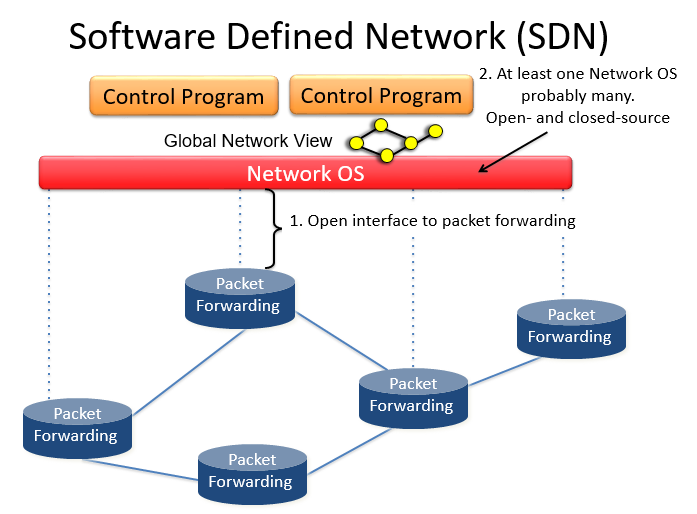 Software Defined Network (SDN)
Control Program
Control Program
2. At least one Network OS
probably many.
Open- and closed-source
Global Network View
Network OS
1. Open interface to packet forwarding
Packet
Forwarding
Packet
Forwarding
Packet
Forwarding
Packet
Forwarding
Packet
Forwarding